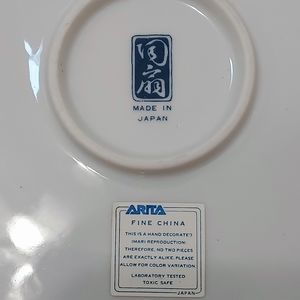 MADE IN
JAPAN
ARITA
FINE CHINA
THIS IS A HAND DECORATED
IMARI REPRODUCTION:
THEREFORE, NO TWO PIECES
ARE EXACTLY ALIKE. PLEASE
ALLOW FOR COLOR VARIATION.
LABORATORY TESTED
TOXIC SAFE
JAPAN